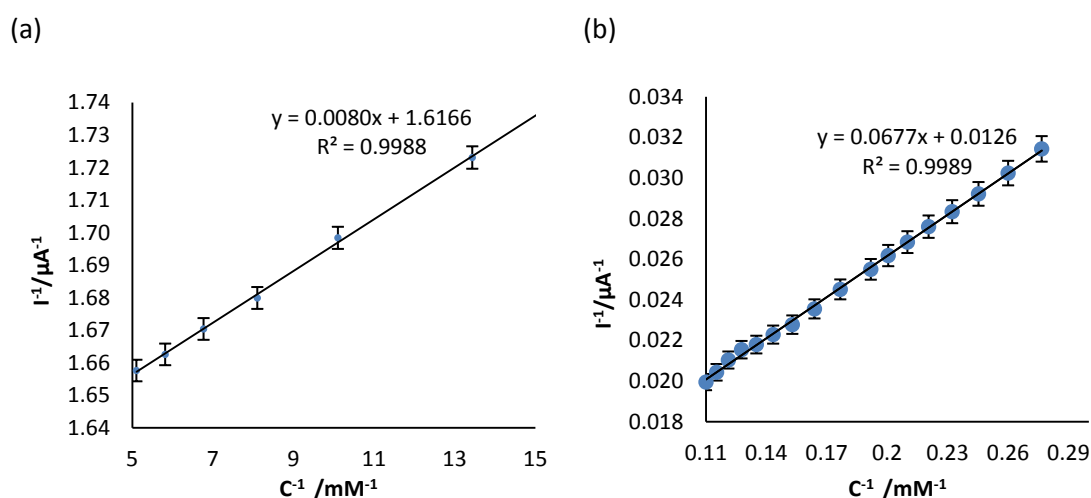 (a)
(b)
I⁻¹/µA⁻¹
1.74
1.73
1.72
1.71
1.70
1.69
1.68
1.67
1.66
1.65
1.64
y = 0.0080x + 1.6166
R² = 0.9988
5 7 9 11 13 15
C⁻¹ /mM⁻¹
I⁻¹/µA⁻¹
0.034
0.032
0.030
0.028
0.026
0.024
0.022
0.020
0.018
y = 0.0677x + 0.0126
R² = 0.9989
0.11 0.14 0.17 0.2 0.23 0.26 0.29
C⁻¹ /mM⁻¹